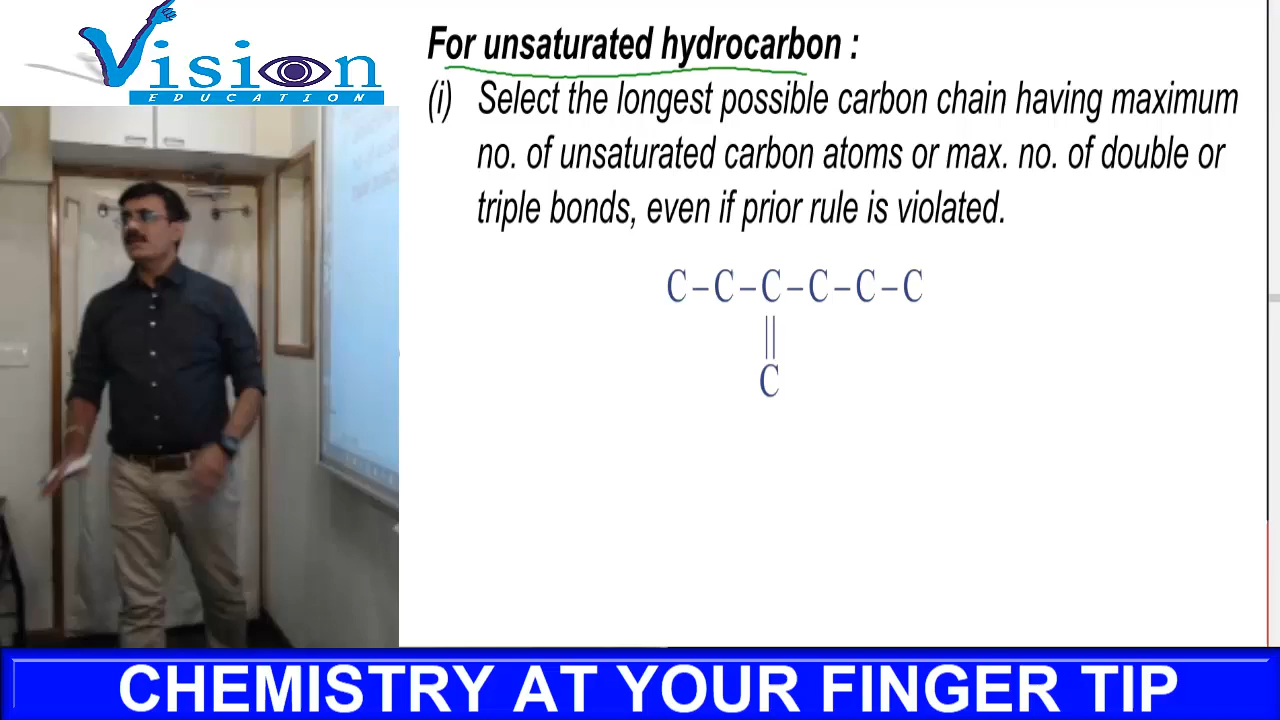 Vision
EDUCATION
For unsaturated hydrocarbon :
(i) Select the longest possible carbon chain having maximum
no. of unsaturated carbon atoms or max. no. of double or
triple bonds, even if prior rule is violated.
C – C – C – C – C – C
||
C
CHEMISTRY AT YOUR FINGER TIP